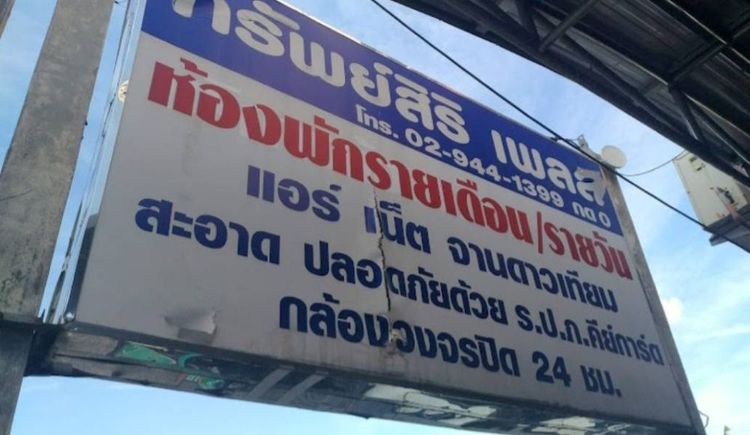 ทรัพย์สิริ เพลส
โทร. 02-944-1399 กด 0
ห้องพักรายเดือน/รายวัน
แอร์ เน็ต จานดาวเทียม
สะอาด ปลอดภัยด้วย ร.ป.ภ.คีย์การ์ด
กล้องวงจรปิด 24 ชม.